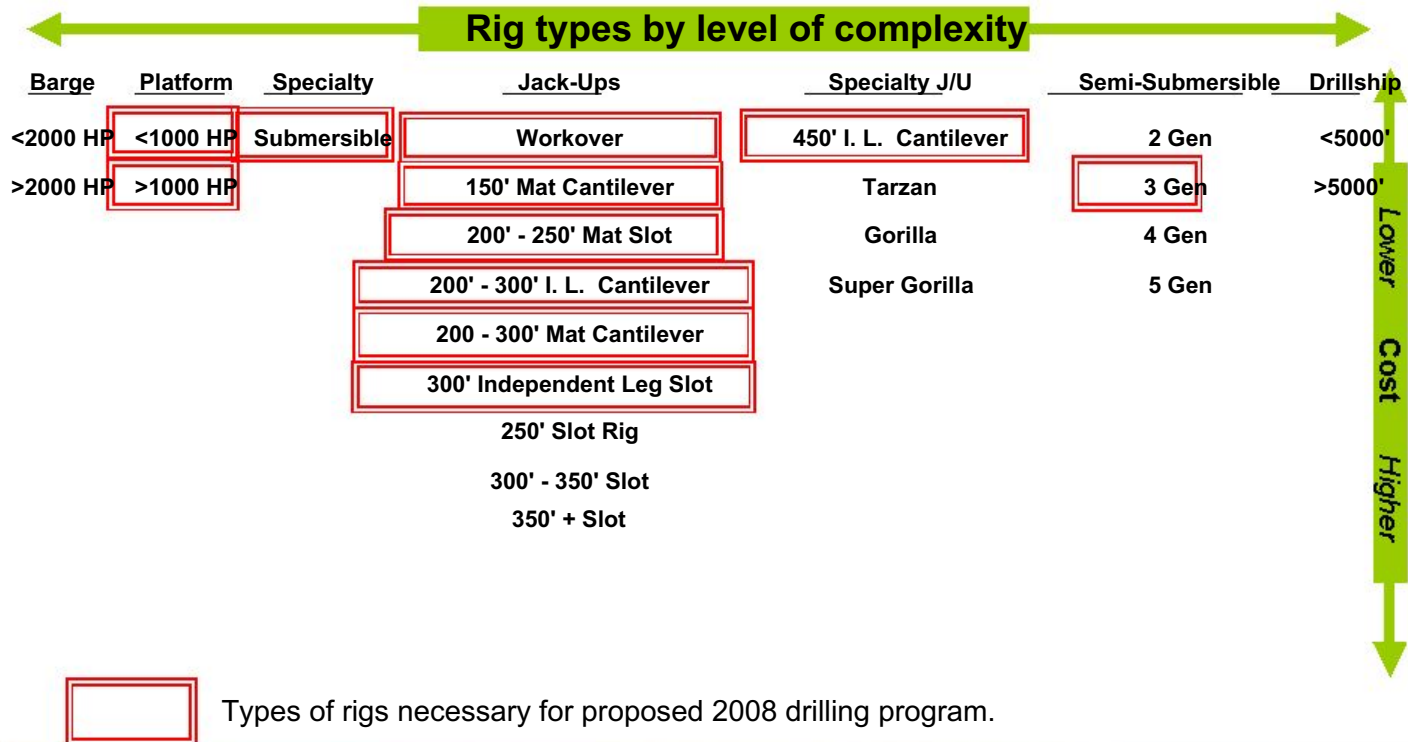 Rig types by level of complexity
Barge Platform Specialty Jack-Ups Specialty J/U Semi-Submersible Drillship
<2000 HP <1000 HP Submersible Workover 450' I. L. Cantilever 2 Gen <5000'
>2000 HP >1000 HP 150' Mat Cantilever Tarzan 3 Gen >5000'
200' - 250' Mat Slot Gorilla 4 Gen
200' - 300' I. L. Cantilever Super Gorilla 5 Gen
200 - 300' Mat Cantilever
300' Independent Leg Slot
250' Slot Rig
300' - 350' Slot
350' + Slot
Lower Cost Higher
Types of rigs necessary for proposed 2008 drilling program.